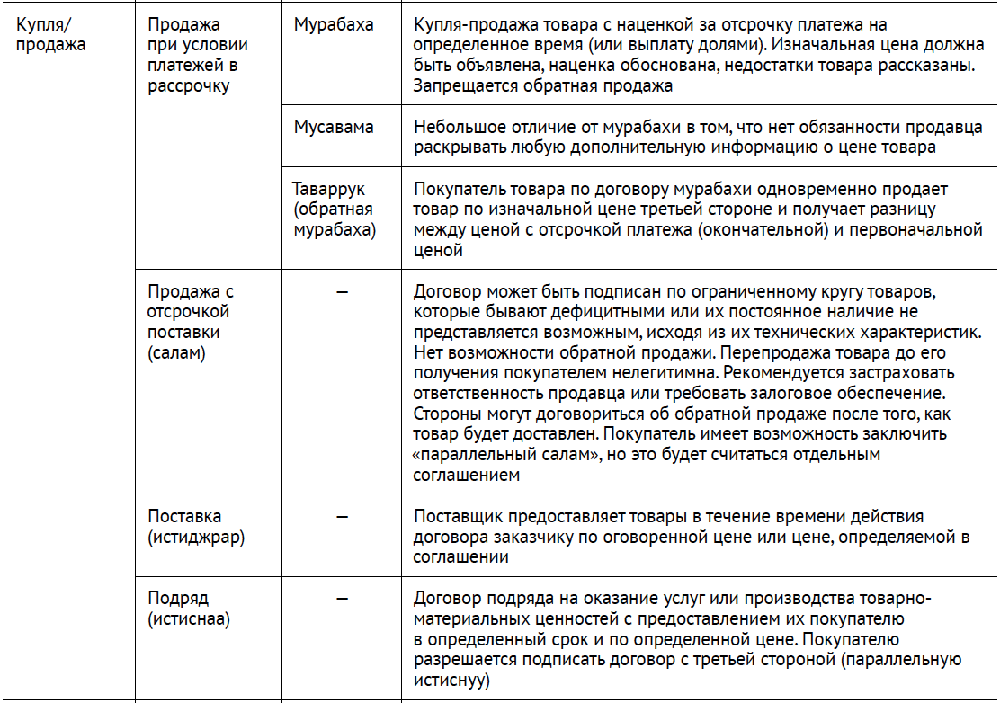 Купля/
продажа
Продажа
при условии
платежей в
рассрочку
Мурабаха
Купля-продажа товара с наценкой за отсрочку платежа на
определенное время (или выплату долями). Изначальная цена должна
быть объявлена, наценка обоснована, недостатки товара рассказаны.
Запрещается обратная продажа
Мусавама
Небольшое отличие от мурабахи в том, что нет обязанности продавца
раскрывать любую дополнительную информацию о цене товара
Таваррук
(обратная
мурабаха)
Покупатель товара по договору мурабахи одновременно продает
товар по изначальной цене третьей стороне и получает разницу
между ценой с отсрочкой платежа (окончательной) и первоначальной
ценой
Продажа с
отсрочкой
поставки
(салам)
—
Договор может быть подписан по ограниченному кругу товаров,
которые бывают дефицитными или их постоянное наличие не
представляется возможным, исходя из их технических характеристик.
Нет возможности обратной продажи. Перепродажа товара до его
получения покупателем нелегитимна. Рекомендуется застраховать
ответственность продавца или требовать залоговое обеспечение.
Стороны могут договориться об обратной продаже после того, как
товар будет доставлен. Покупатель имеет возможность заключить
«параллельный салам», но это будет считаться отдельным
соглашением
Поставка
(истиджрар)
—
Поставщик предоставляет товары в течение времени действия
договора заказчику по оговоренной цене или цене, определяемой в
соглашении
Подряд
(истиснаа)
—
Договор подряда на оказание услуг или производства товарно-
материальных ценностей с предоставлением их покупателю
в определенный срок и по определенной цене. Покупателю
разрешается подписать договор с третьей стороной (параллельную
истиснуу)